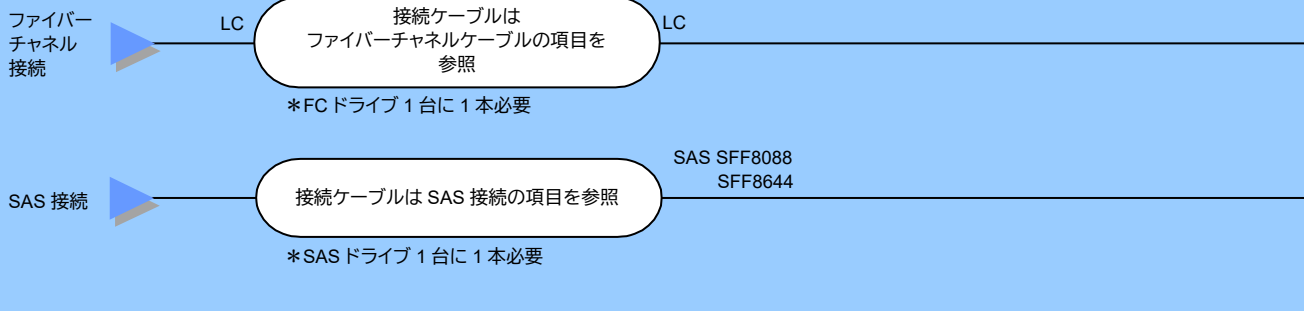 ファイバー
チャネル
接続
LC
接続ケーブルは
ファイバーチャネルケーブルの項目を
参照
LC
＊FC ドライブ 1 台に 1 本必要
SAS 接続
接続ケーブルは SAS 接続の項目を参照
SAS SFF8088
SFF8644
＊SAS ドライブ 1 台に 1 本必要